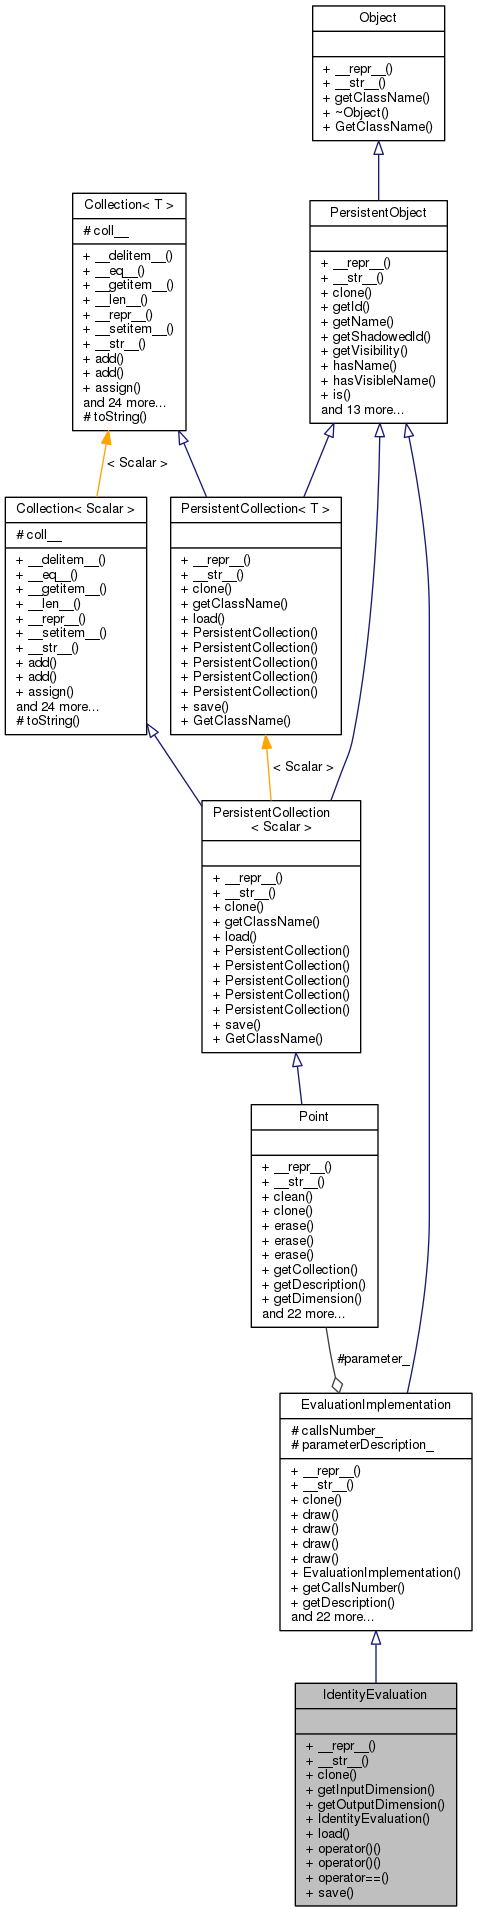 Object
+ __repr__()
+ __str__()
+ getClassName()
+ ~Object()
+ GetClassName()
Collection< T >
# coll__
+ __delitem__()
+ __eq__()
+ __getitem__()
+ __len__()
+ __repr__()
+ __setitem__()
+ __str__()
+ add()
+ add()
+ assign()
and 24 more...
# toString()
PersistentObject
+ __repr__()
+ __str__()
+ clone()
+ getId()
+ getName()
+ getShadowedId()
+ getVisibility()
+ hasName()
+ hasVisibleName()
+ is()
and 13 more...
< Scalar >
Collection< Scalar >
# coll__
+ __delitem__()
+ __eq__()
+ __getitem__()
+ __len__()
+ __repr__()
+ __setitem__()
+ __str__()
+ add()
+ add()
+ assign()
and 24 more...
# toString()
PersistentCollection< T >
+ __repr__()
+ __str__()
+ clone()
+ getClassName()
+ load()
+ PersistentCollection()
+ PersistentCollection()
+ PersistentCollection()
+ PersistentCollection()
+ PersistentCollection()
+ save()
+ GetClassName()
< Scalar >
PersistentCollection
< Scalar >
+ __repr__()
+ __str__()
+ clone()
+ getClassName()
+ load()
+ PersistentCollection()
+ PersistentCollection()
+ PersistentCollection()
+ PersistentCollection()
+ PersistentCollection()
+ save()
+ GetClassName()
Point
+ __repr__()
+ __str__()
+ clean()
+ clone()
+ erase()
+ erase()
+ erase()
+ getCollection()
+ getDescription()
+ getDimension()
and 22 more...
#parameter_
EvaluationImplementation
# callsNumber_
# parameterDescription_
+ __repr__()
+ __str__()
+ clone()
+ draw()
+ draw()
+ draw()
+ draw()
+ EvaluationImplementation()
+ getCallsNumber()
+ getDescription()
and 22 more...
IdentityEvaluation
+ __repr__()
+ __str__()
+ clone()
+ getInputDimension()
+ getOutputDimension()
+ IdentityEvaluation()
+ load()
+ operator()()
+ operator()()
+ operator==()
+ save()